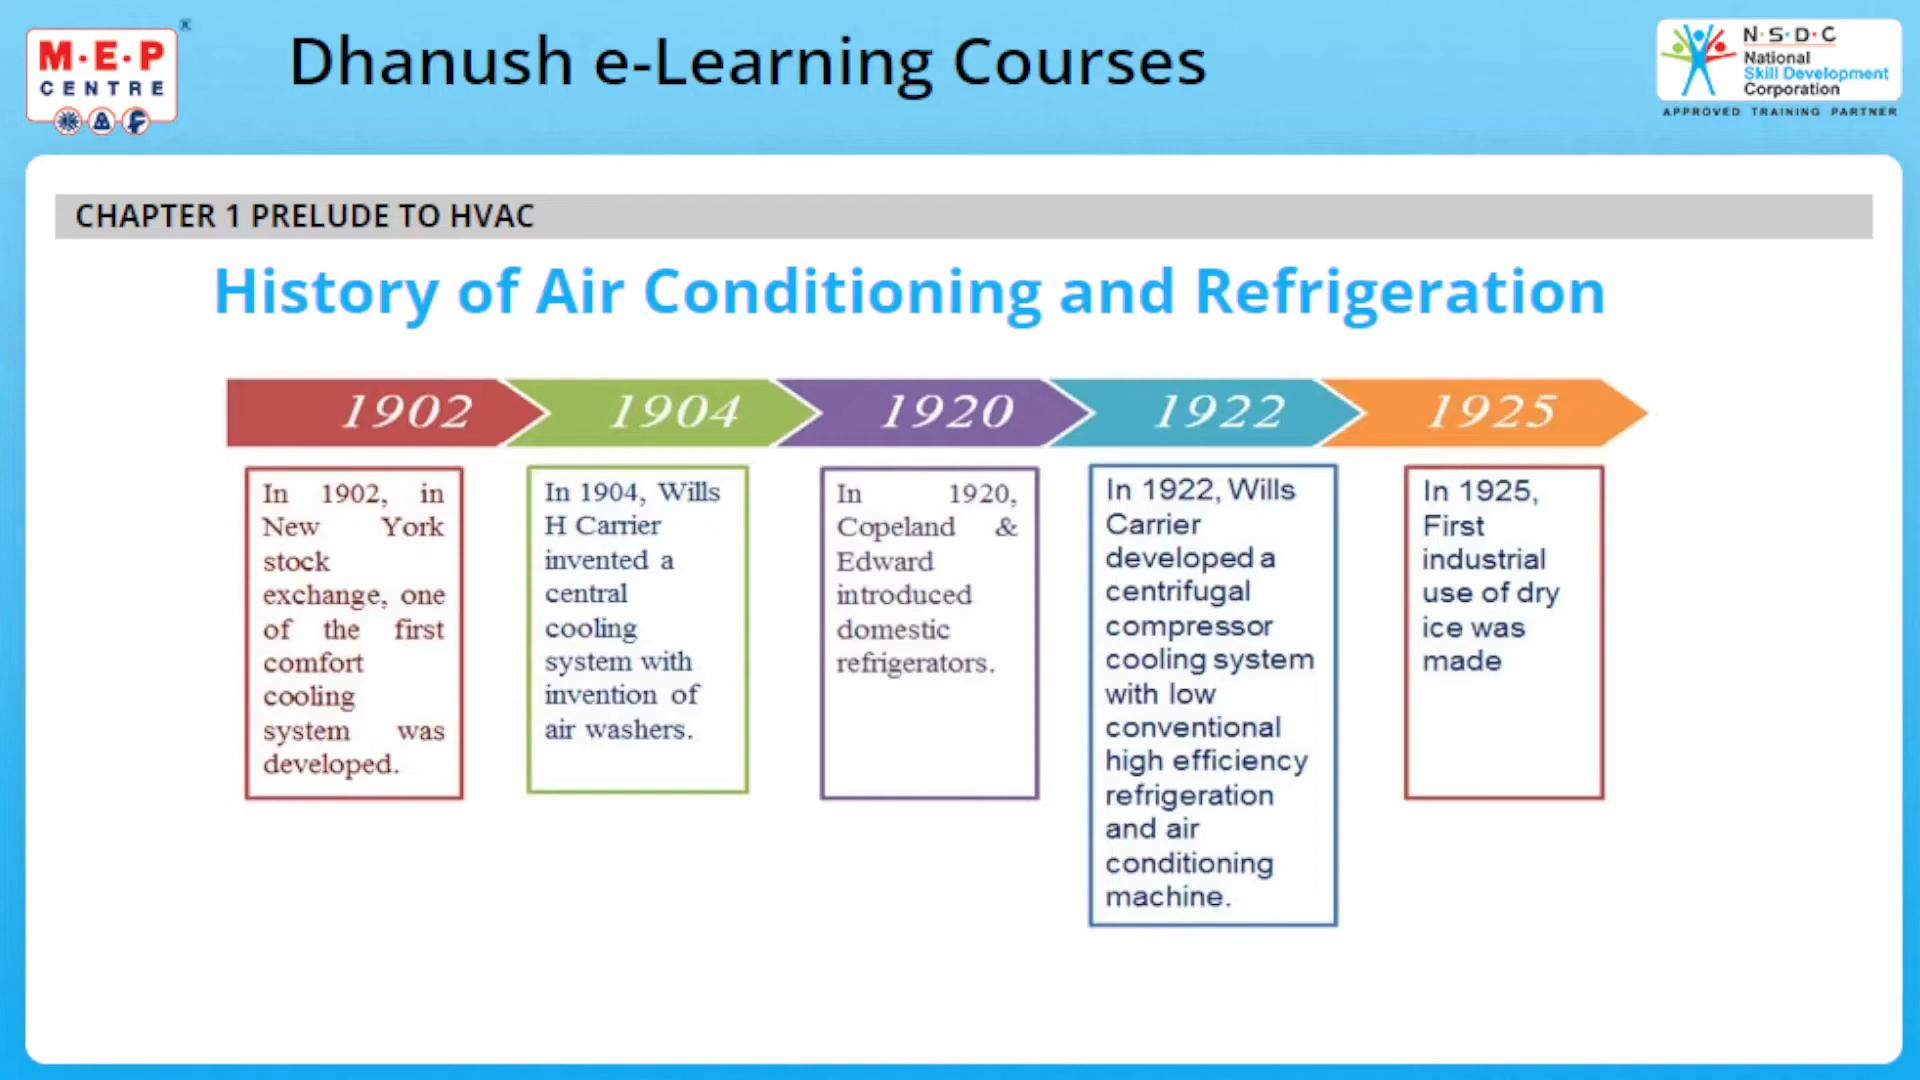 M·E·P
CENTRE
Dhanush e-Learning Courses
N·S·D·C
National
Skill Development
Corporation
APPROVED TRAINING PARTNER
CHAPTER 1 PRELUDE TO HVAC
History of Air Conditioning and Refrigeration
1902
1904
1920
1922
1925
In 1902, in
New York
stock
exchange, one
of the first
comfort
cooling
system was
developed.
In 1904, Wills
H Carrier
invented a
central
cooling
system with
invention of
air washers.
In 1920,
Copeland &
Edward
introduced
domestic
refrigerators.
In 1922, Wills
Carrier
developed a
centrifugal
compressor
cooling system
with low
conventional
high efficiency
refrigeration
and air
conditioning
machine.
In 1925,
First
industrial
use of dry
ice was
made